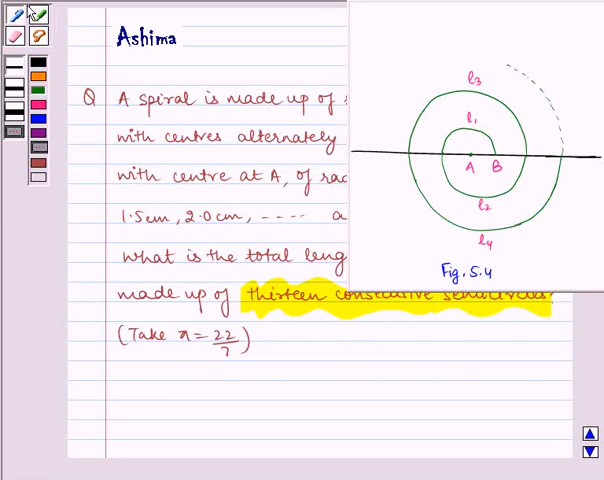 Ashima
Q A spiral is made up of
with centres alternately
with centre at A, of rad
1.5cm, 2.0cm, ---- a
what is the total leng
made up of thirteen consecutive semicircles?
(Take π = 22/7)
l3
l1
A B
l2
l4
Fig. 5.4